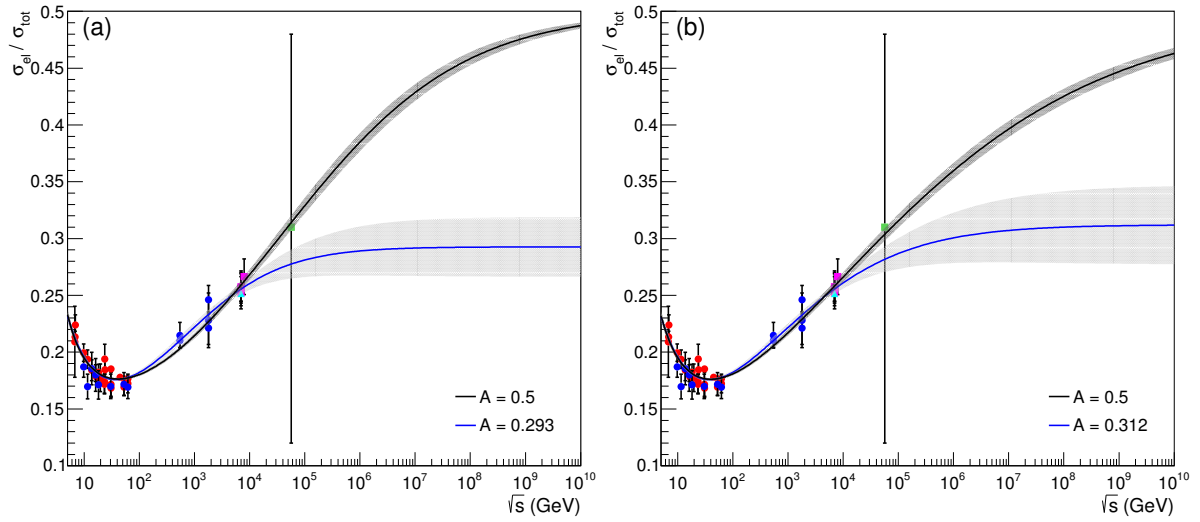 (a)
σel / σtot
0.5
0.45
0.4
0.35
0.3
0.25
0.2
0.15
0.1
A = 0.5
A = 0.293
10 10² 10³ 10⁴ 10⁵ 10⁶ 10⁷ 10⁸ 10⁹ 10¹⁰
√s (GeV)
(b)
σel / σtot
0.5
0.45
0.4
0.35
0.3
0.25
0.2
0.15
0.1
A = 0.5
A = 0.312
10 10² 10³ 10⁴ 10⁵ 10⁶ 10⁷ 10⁸ 10⁹ 10¹⁰
√s (GeV)